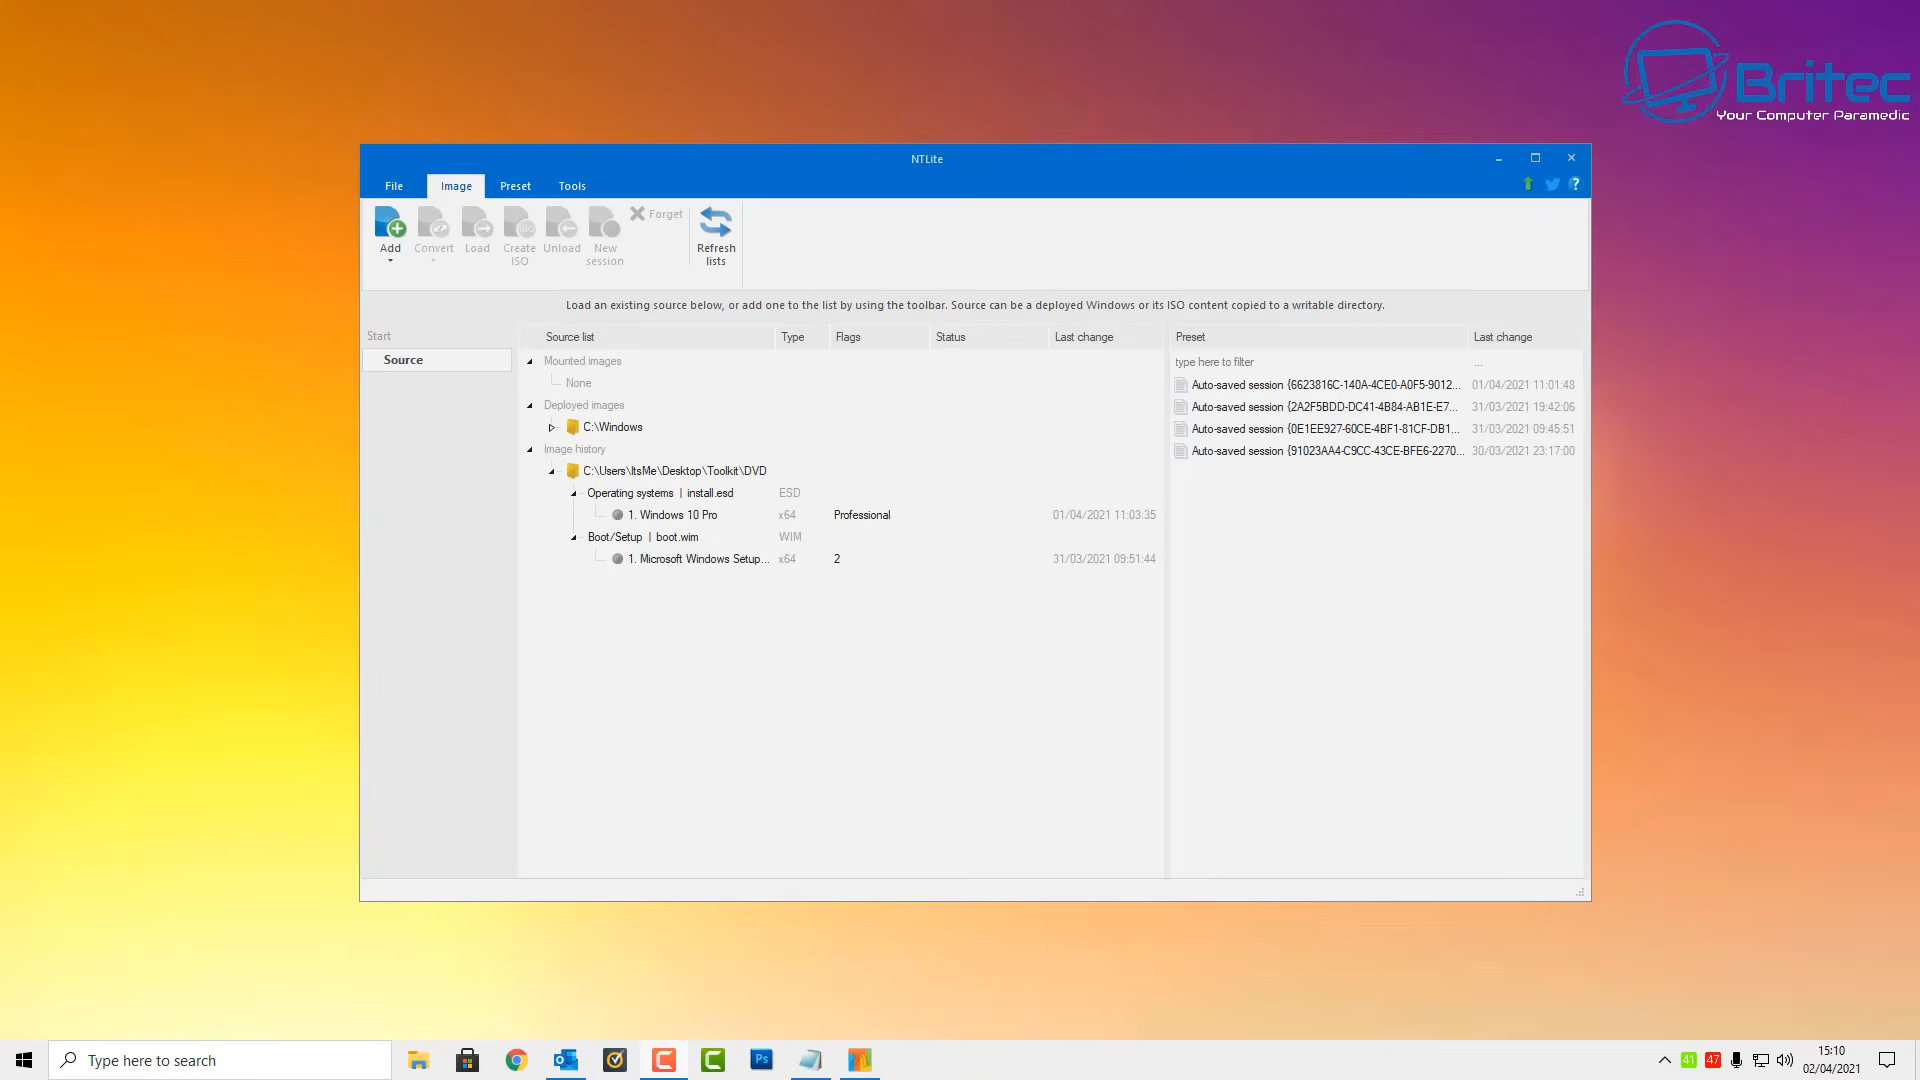 Britec
Your Computer Paramedic
NTLite
File
Image
Preset
Tools
Add
Convert
Load
Create
ISO
Unload
New
session
Forget
Refresh
lists
Load an existing source below, or add one to the list by using the toolbar. Source can be a deployed Windows or its ISO content copied to a writable directory.
Start
Source
Source list Type Flags Status Last change
Mounted images
None
Deployed images
C:\Windows
Image history
C:\Users\ItsMe\Desktop\Toolkit\DVD
Operating systems | install.esd ESD
1. Windows 10 Pro x64 Professional 01/04/2021 11:03:35
Boot/Setup | boot.wim WIM
1. Microsoft Windows Setup... x64 2 31/03/2021 09:51:44
Preset Last change
type here to filter ...
Auto-saved session {6623816C-140A-4CE0-A0F5-9012... 01/04/2021 11:01:48
Auto-saved session {2A2F5BDD-DC41-4B84-AB1E-E7... 31/03/2021 19:42:06
Auto-saved session {0E1EE927-60CE-4BF1-81CF-DB1... 31/03/2021 09:45:51
Auto-saved session {91023AA4-C9CC-43CE-BFE6-2270... 30/03/2021 23:17:00
Type here to search
Ps
41
47
15:10
02/04/2021